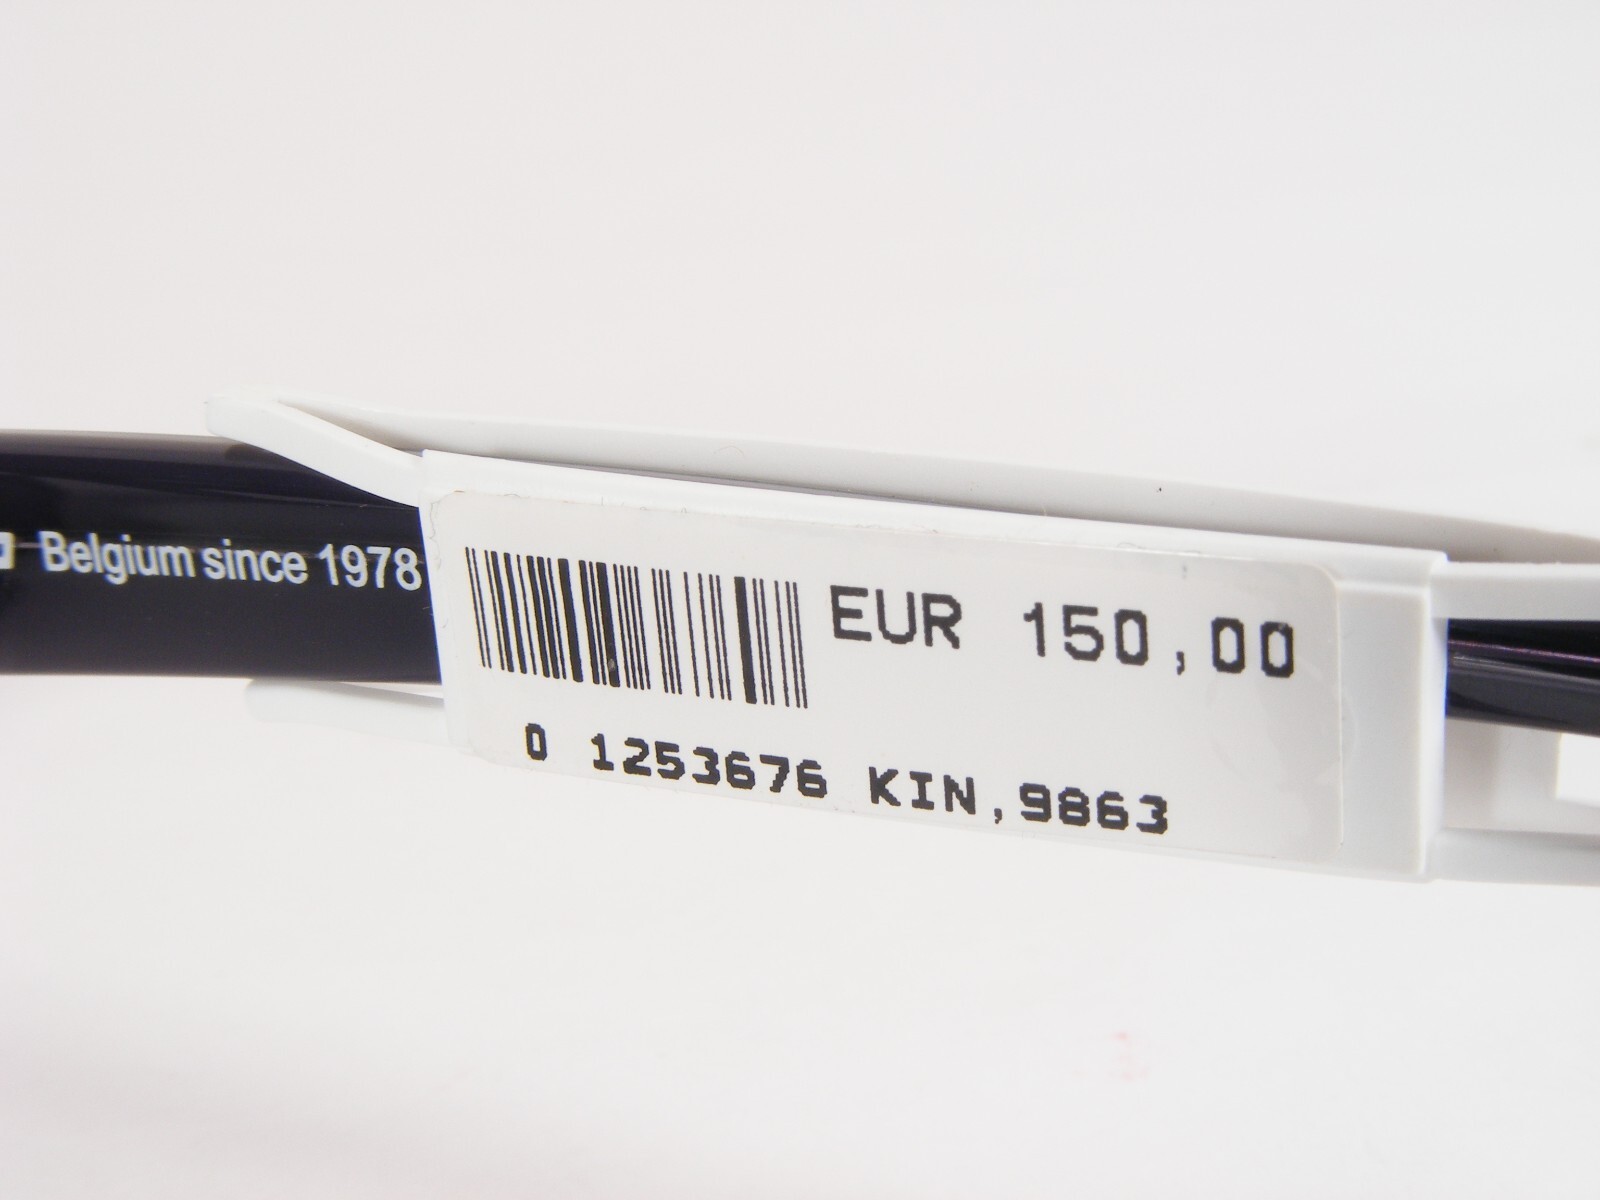 Belgium since 1978
EUR 150,00
0 1253676 KIN,9863